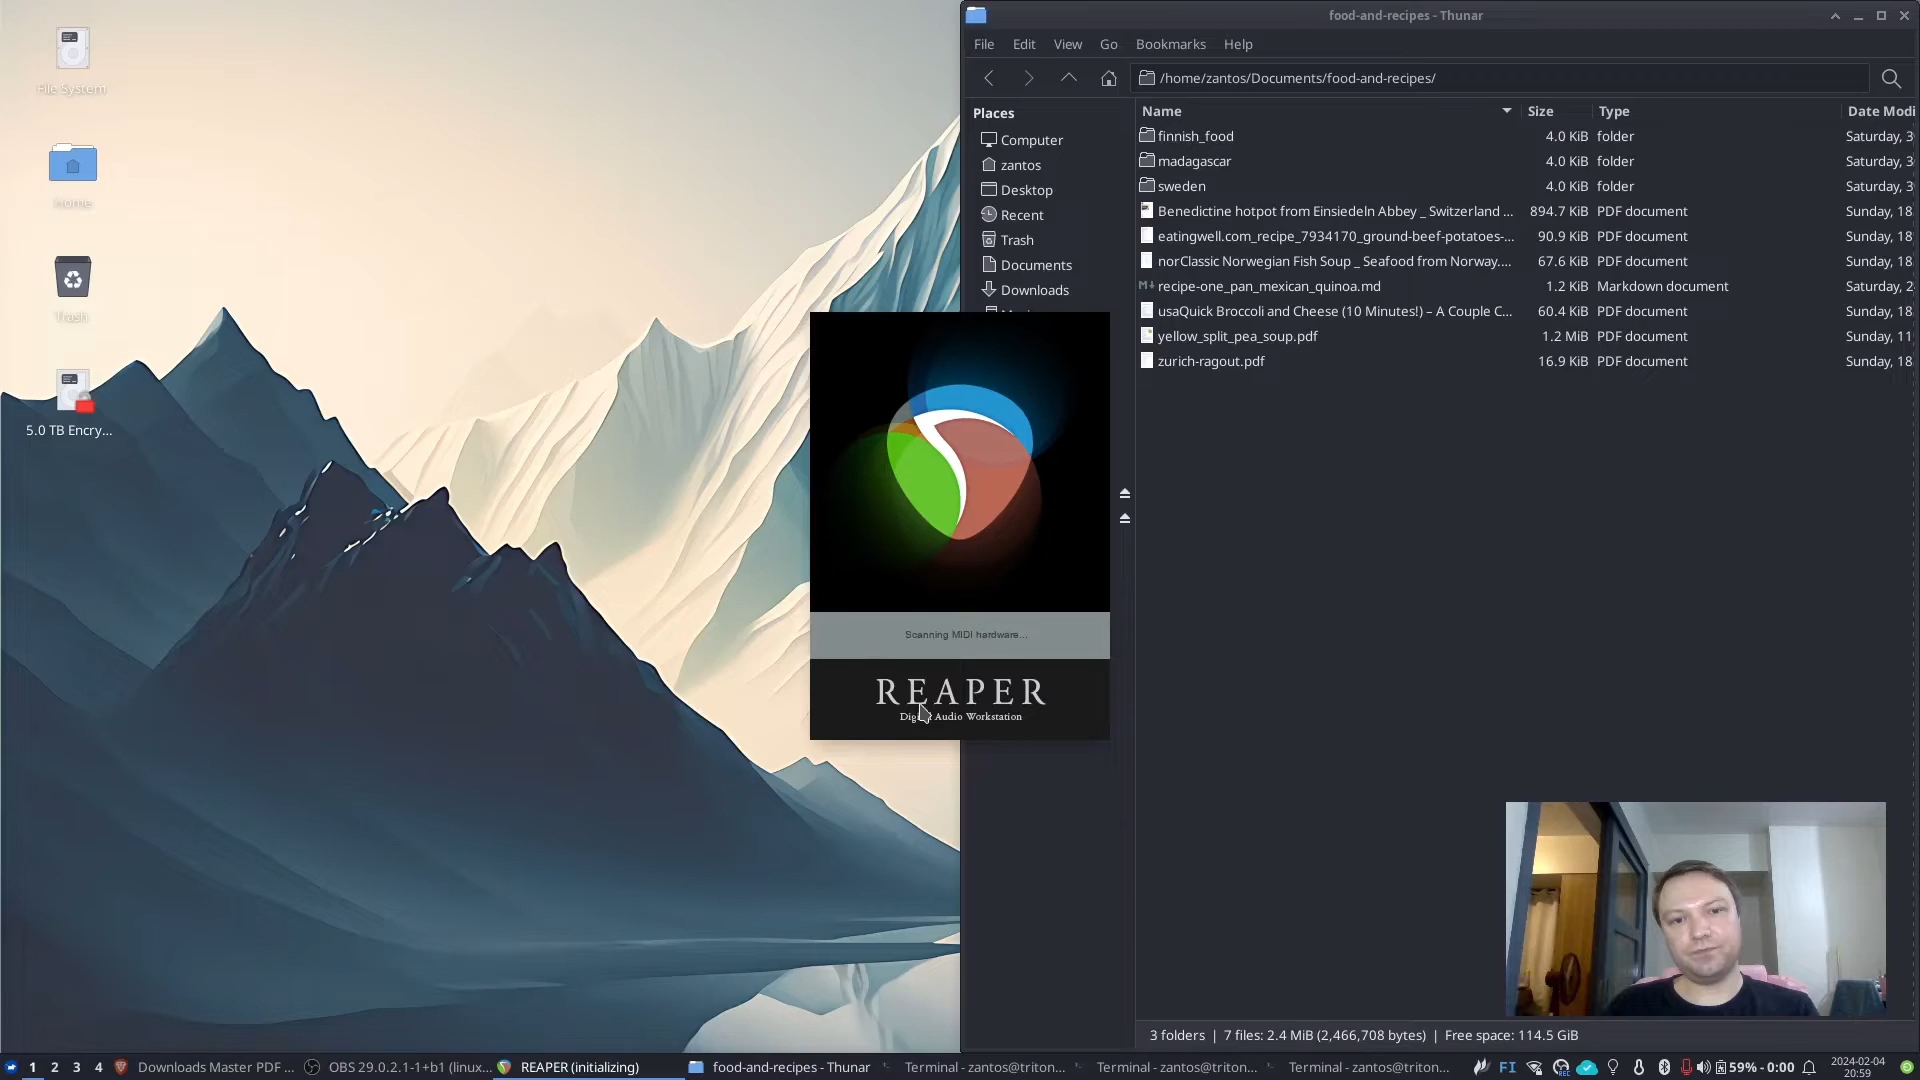 File System
Home
Trash
5.0 TB Encry...
food-and-recipes - Thunar
File Edit View Go Bookmarks Help
/home/zantos/Documents/food-and-recipes/
Places
Computer
zantos
Desktop
Recent
Trash
Documents
Downloads
Name Size Type Date Modi
finnish_food 4.0 KiB folder Saturday, 3
madagascar 4.0 KiB folder Saturday, 3
sweden 4.0 KiB folder Saturday, 3
Benedictine hotpot from Einsiedeln Abbey _ Switzerland ... 894.7 KiB PDF document Sunday, 18
eatingwell.com_recipe_7934170_ground-beef-potatoes-... 90.9 KiB PDF document Sunday, 18
norClassic Norwegian Fish Soup _ Seafood from Norway.... 67.6 KiB PDF document Sunday, 18
recipe-one_pan_mexican_quinoa.md 1.2 KiB Markdown document Saturday, 2
usaQuick Broccoli and Cheese (10 Minutes!) – A Couple C... 60.4 KiB PDF document Sunday, 18
yellow_split_pea_soup.pdf 1.2 MiB PDF document Sunday, 11
zurich-ragout.pdf 16.9 KiB PDF document Sunday, 18
Scanning MIDI hardware...
REAPER
Digital Audio Workstation
3 folders | 7 files: 2.4 MiB (2,466,708 bytes) | Free space: 114.5 GiB
1 2 3 4 Downloads Master PDF ... OBS 29.0.2.1-1+b1 (linux... REAPER (initializing) food-and-recipes - Thunar Terminal - zantos@triton... Terminal - zantos@triton... Terminal - zantos@triton... FI REC 59% - 0:00 2024-02-04
20:59